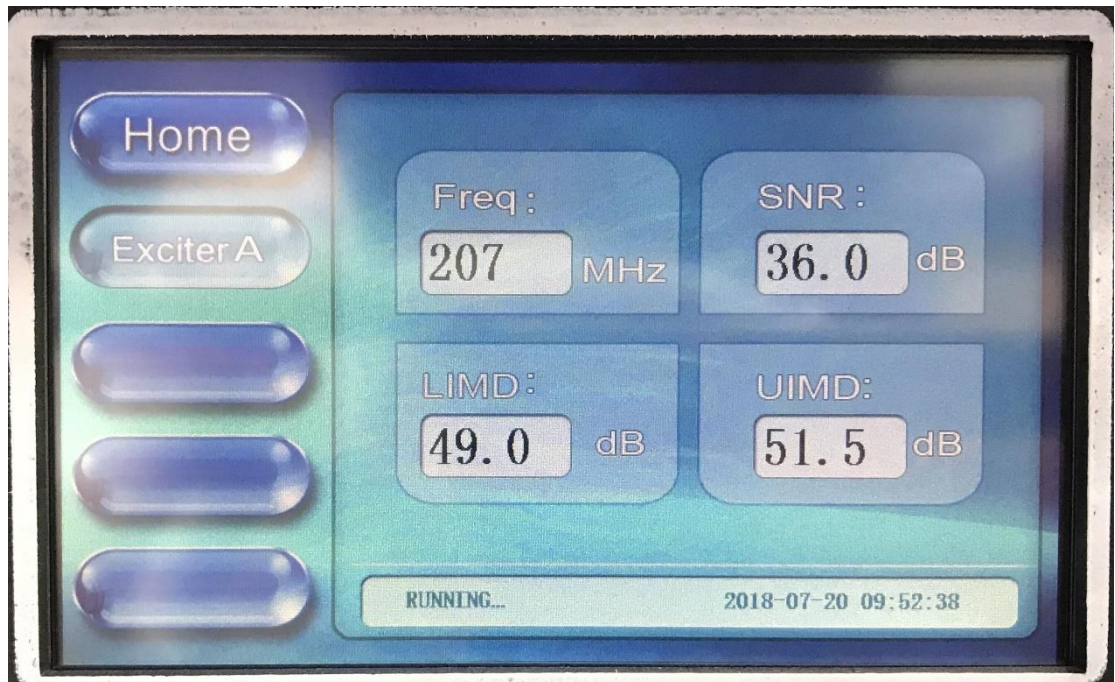 Home
Exciter A
Freq:
207 MHz
SNR:
36.0 dB
LIMD:
49.0 dB
UIMD:
51.5 dB
RUNNING... 2018-07-20 09:52:38